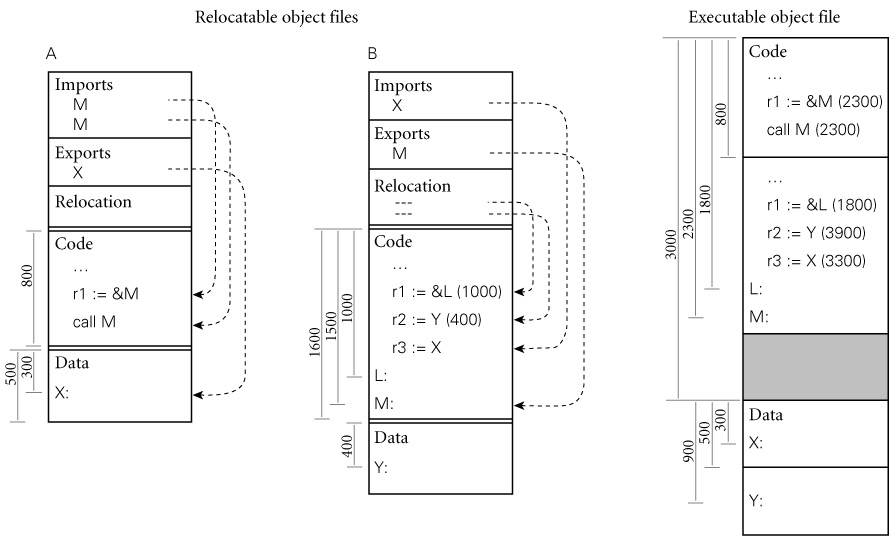 Relocatable object files
Executable object file
A
Imports
M
M
Exports
X
Relocation
Code
...
r1 := &M
call M
Data
X:
800
300
500
B
Imports
X
Exports
M
Relocation
---
---
Code
...
r1 := &L (1000)
r2 := Y (400)
r3 := X
L:
M:
Data
Y:
1000
1500
1600
400
Code
...
r1 := &M (2300)
call M (2300)
...
r1 := &L (1800)
r2 := Y (3900)
r3 := X (3300)
L:
M:
Data
X:
Y:
800
1800
2300
3000
300
500
900